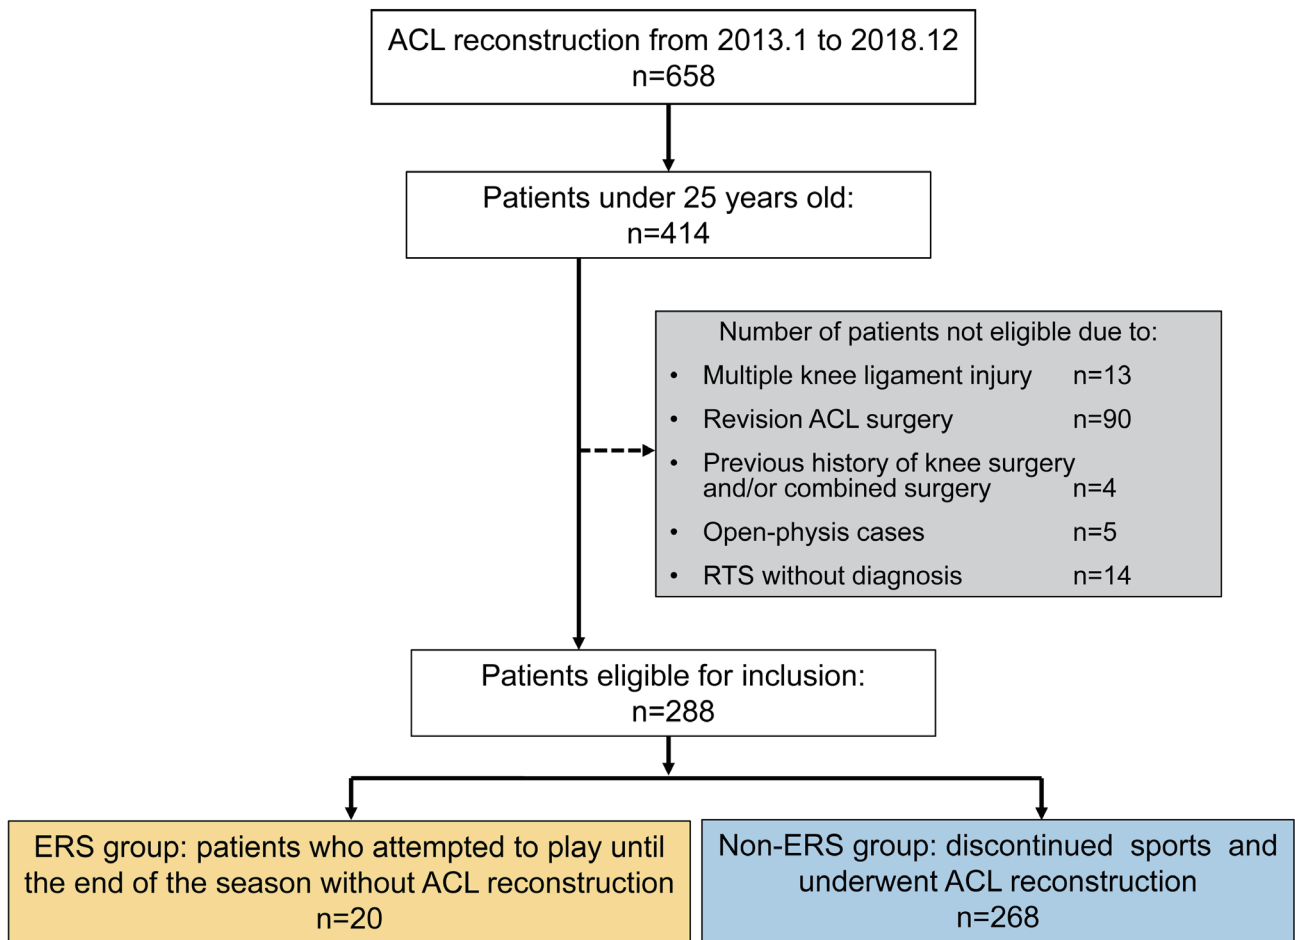 ACL reconstruction from 2013.1 to 2018.12
n=658
Patients under 25 years old:
n=414
Number of patients not eligible due to:
• Multiple knee ligament injury n=13
• Revision ACL surgery n=90
• Previous history of knee surgery
and/or combined surgery n=4
• Open-physis cases n=5
• RTS without diagnosis n=14
Patients eligible for inclusion:
n=288
ERS group: patients who attempted to play until
the end of the season without ACL reconstruction
n=20
Non-ERS group: discontinued sports and
underwent ACL reconstruction
n=268